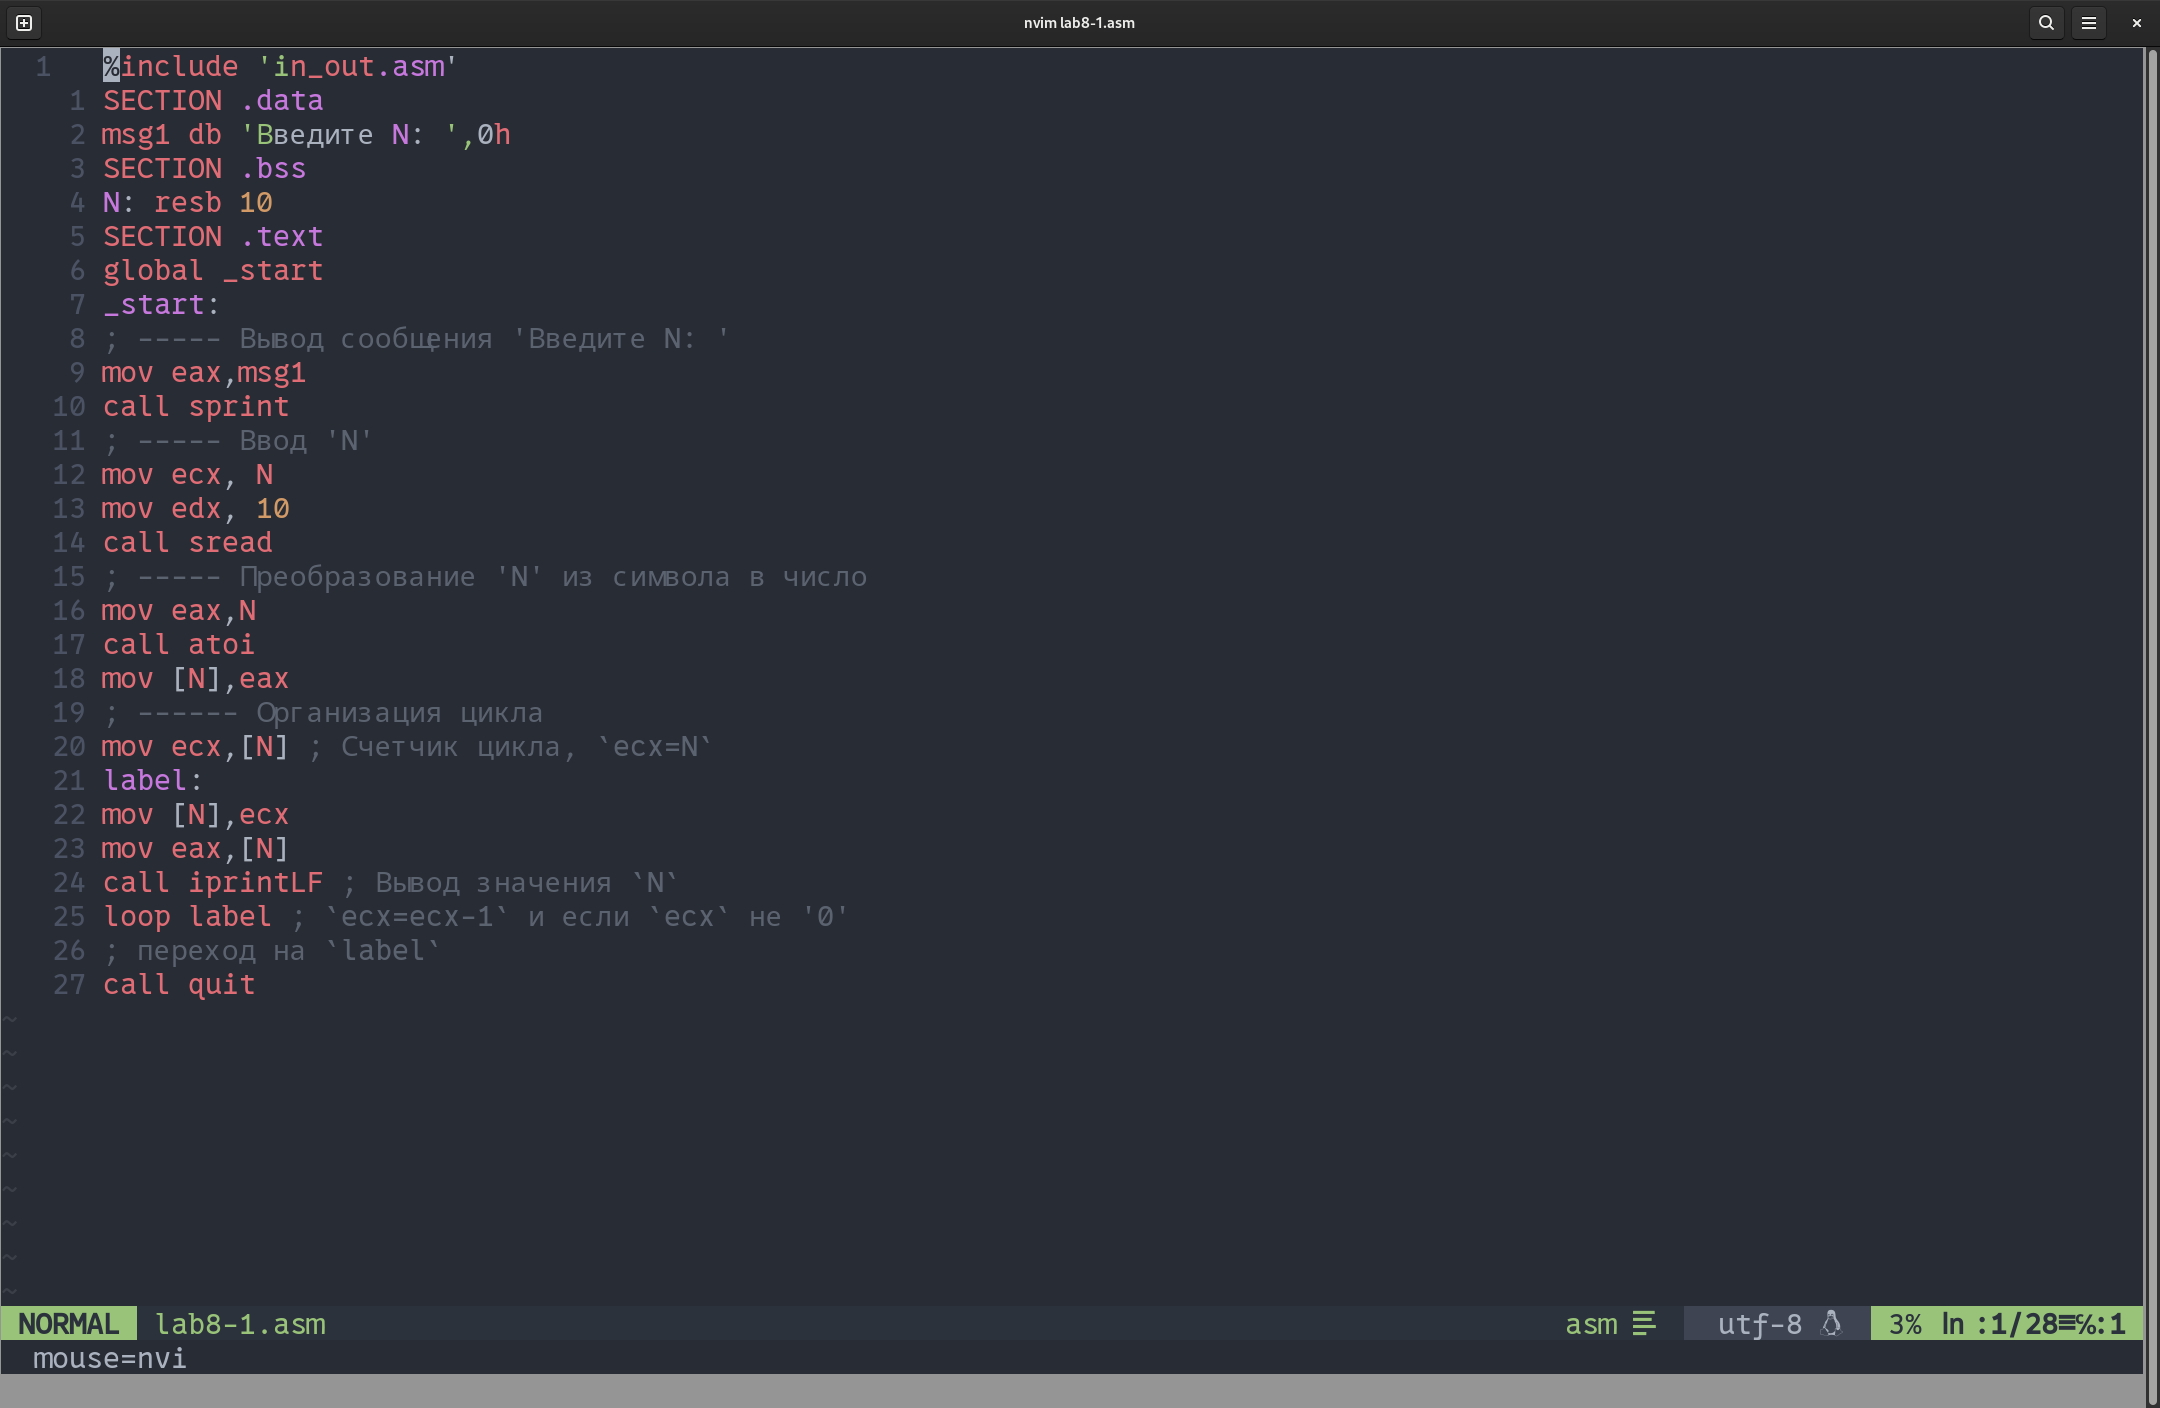 nvim lab8-1.asm
1 %include 'in_out.asm'
1 SECTION .data
2 msg1 db 'Введите N: ',0h
3 SECTION .bss
4 N: resb 10
5 SECTION .text
6 global _start
7 _start:
8 ; ----- Вывод сообщения 'Введите N: '
9 mov eax,msg1
10 call sprint
11 ; ----- Ввод 'N'
12 mov ecx, N
13 mov edx, 10
14 call sread
15 ; ----- Преобразование 'N' из символа в число
16 mov eax,N
17 call atoi
18 mov [N],eax
19 ; ------ Организация цикла
20 mov ecx,[N] ; Счетчик цикла, `ecx=N`
21 label:
22 mov [N],ecx
23 mov eax,[N]
24 call iprintLF ; Вывод значения `N`
25 loop label ; `ecx=ecx-1` и если `ecx` не '0'
26 ; переход на `label`
27 call quit
~
~
~
~
~
~
~
~
~
NORMAL lab8-1.asm asm utf-8 3% ln :1/28≡℅:1
mouse=nvi